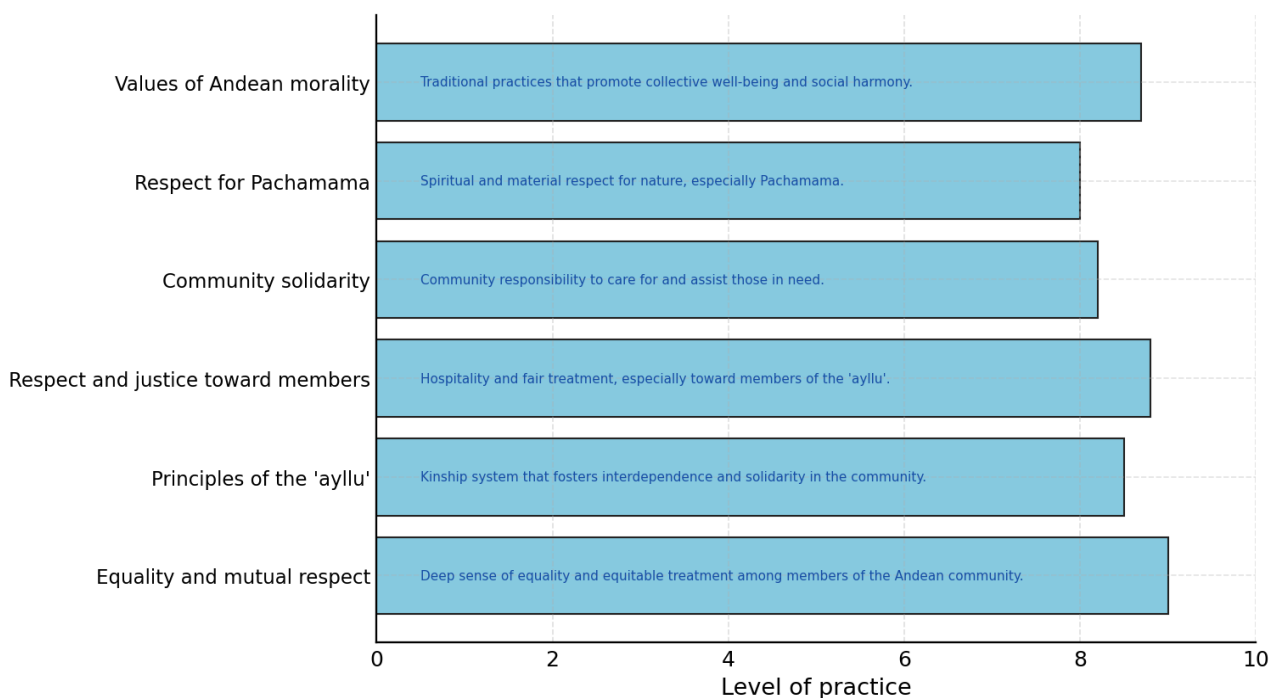 Values of Andean morality
Traditional practices that promote collective well-being and social harmony.
Respect for Pachamama
Spiritual and material respect for nature, especially Pachamama.
Community solidarity
Community responsibility to care for and assist those in need.
Respect and justice toward members
Hospitality and fair treatment, especially toward members of the 'ayllu'.
Principles of the 'ayllu'
Kinship system that fosters interdependence and solidarity in the community.
Equality and mutual respect
Deep sense of equality and equitable treatment among members of the Andean community.
0 2 4 6 8 10
Level of practice